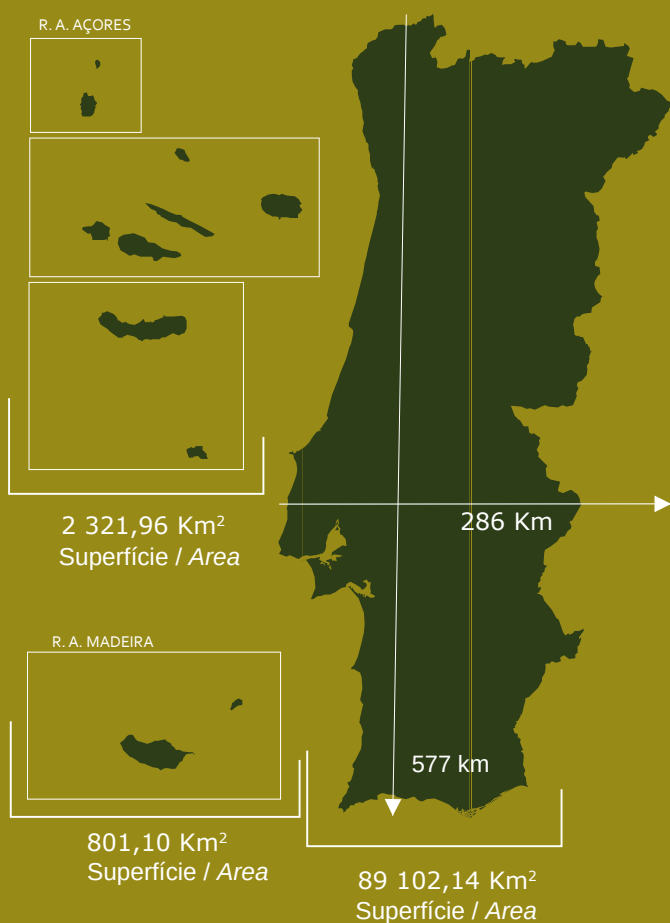 R. A. AÇORES
2 321,96 Km²
Superfície / Area
286 Km
R. A. MADEIRA
577 km
801,10 Km²
Superfície / Area
89 102,14 Km²
Superfície / Area